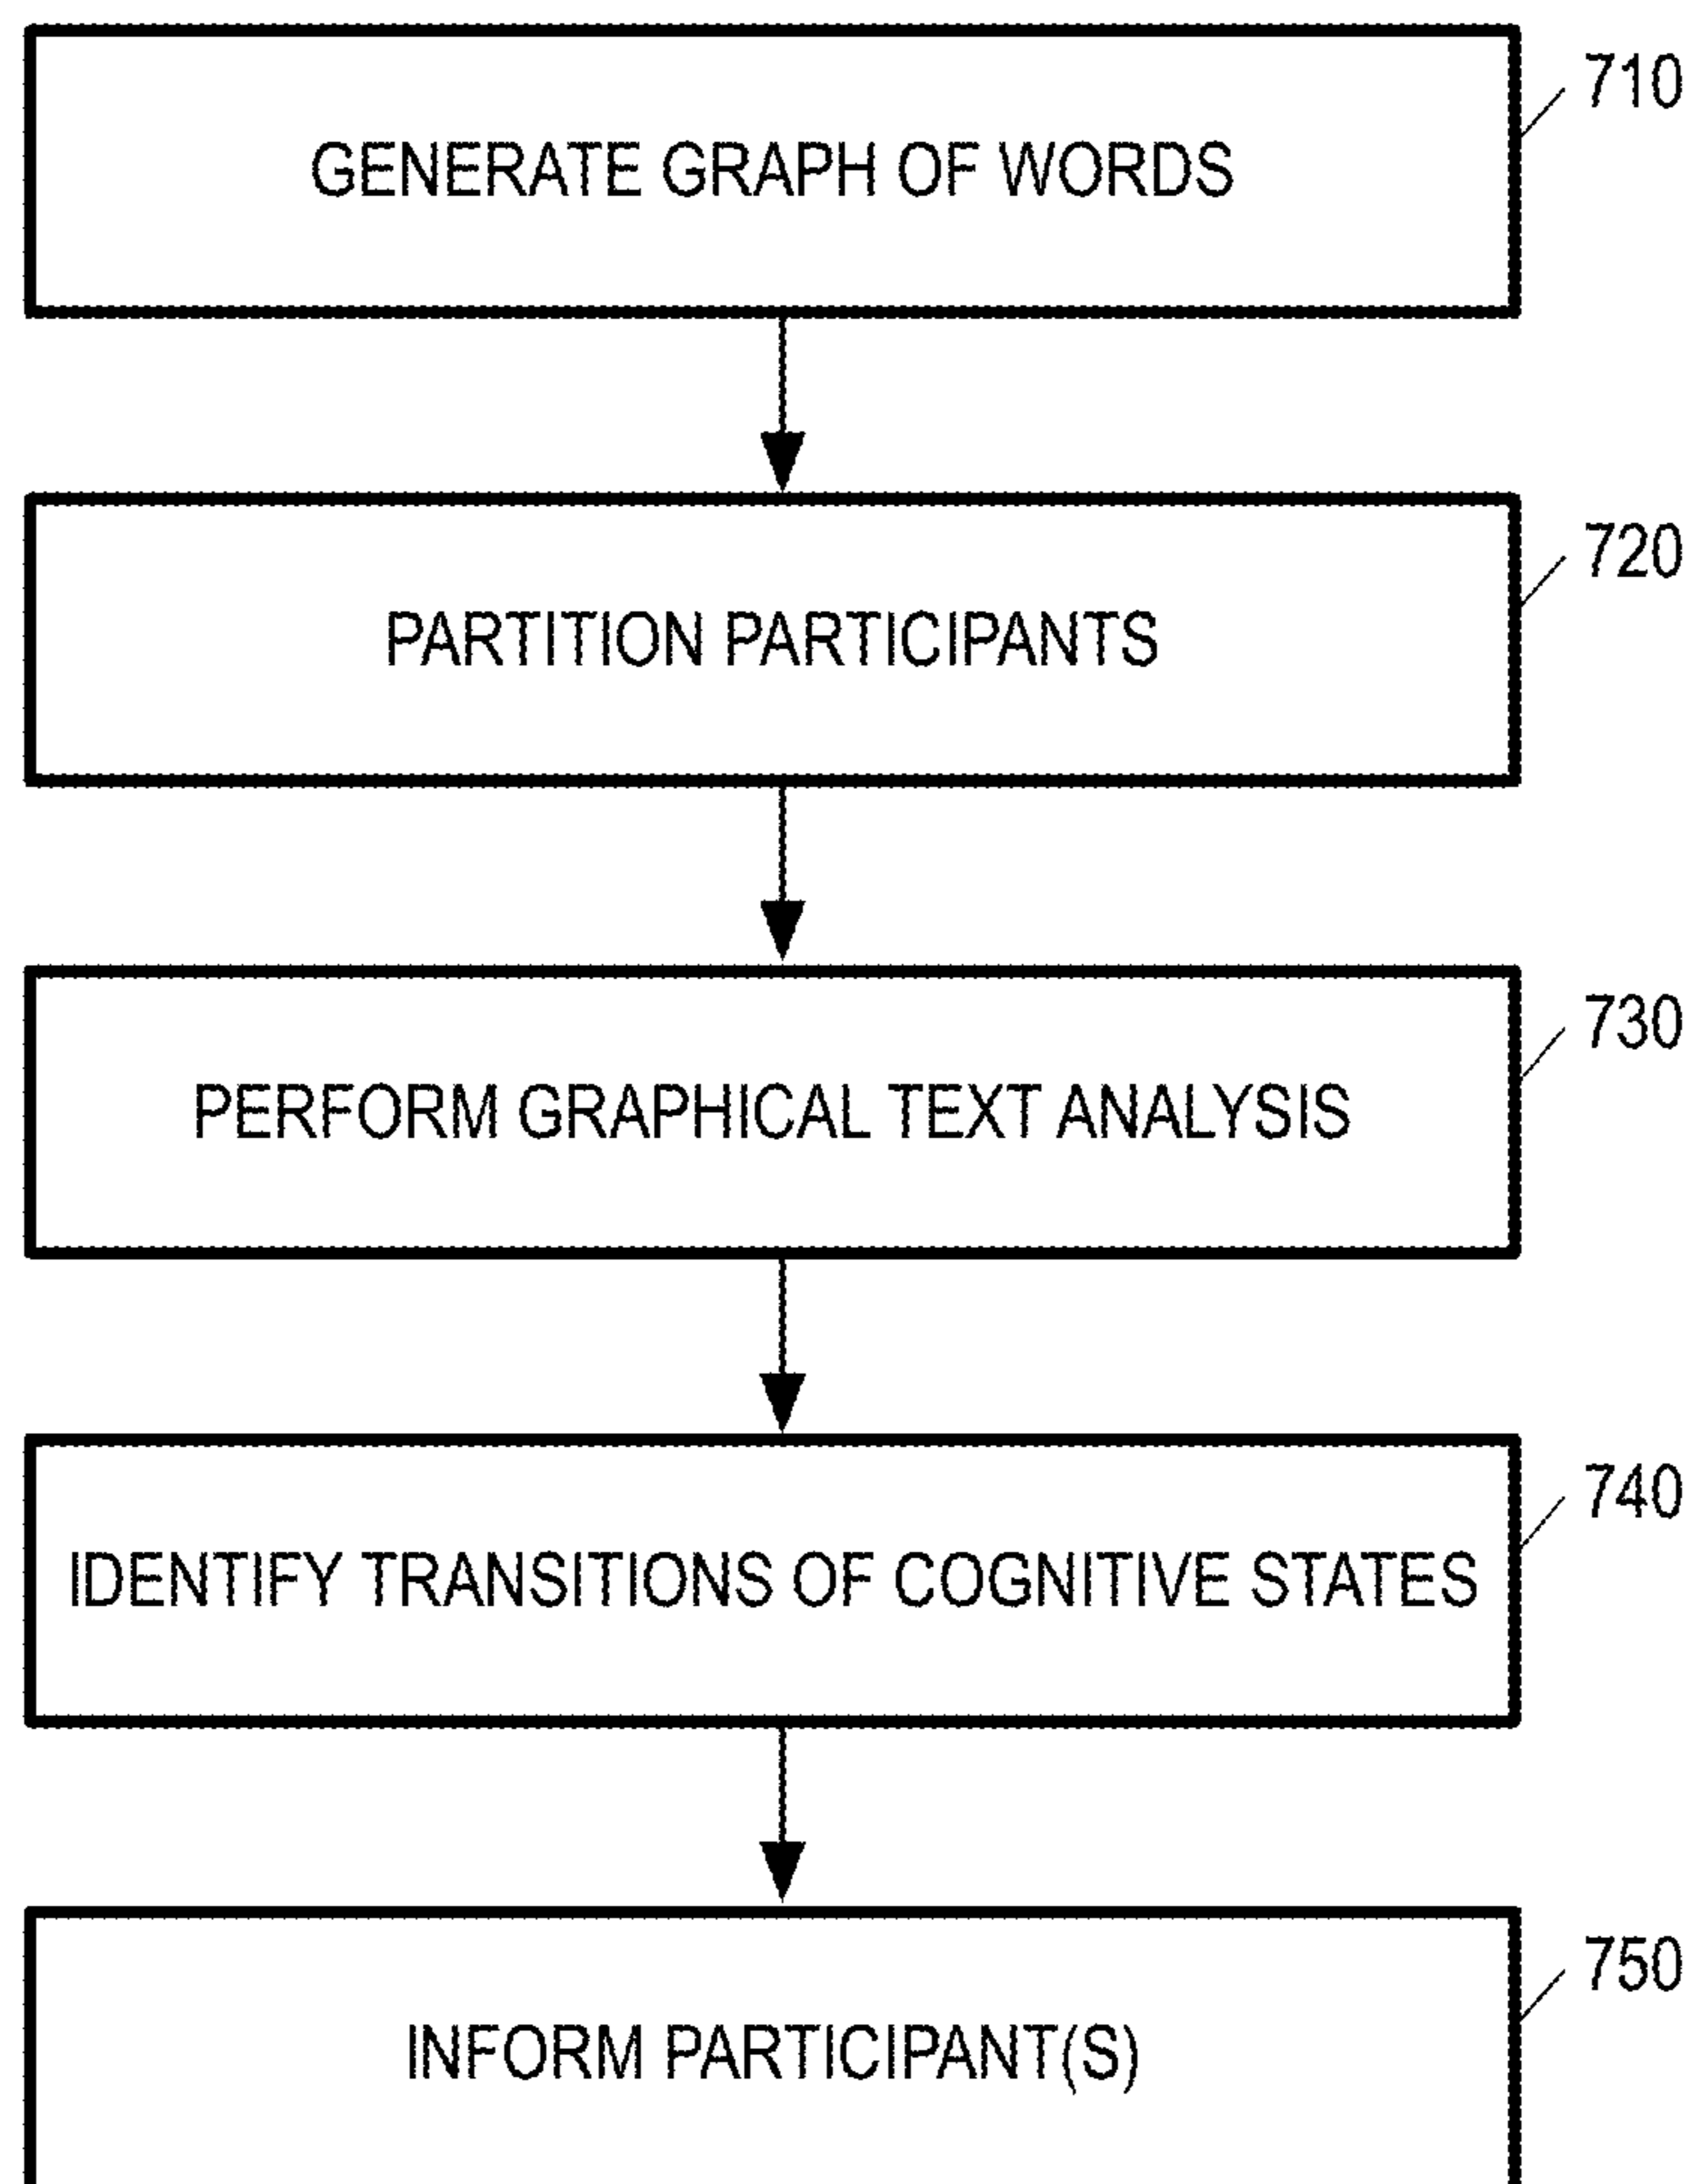 710
GENERATE GRAPH OF WORDS
720
PARTITION PARTICIPANTS
730
PERFORM GRAPHICAL TEXT ANALYSIS
740
IDENTIFY TRANSITIONS OF COGNITIVE STATES
750
INFORM PARTICIPANT(S)